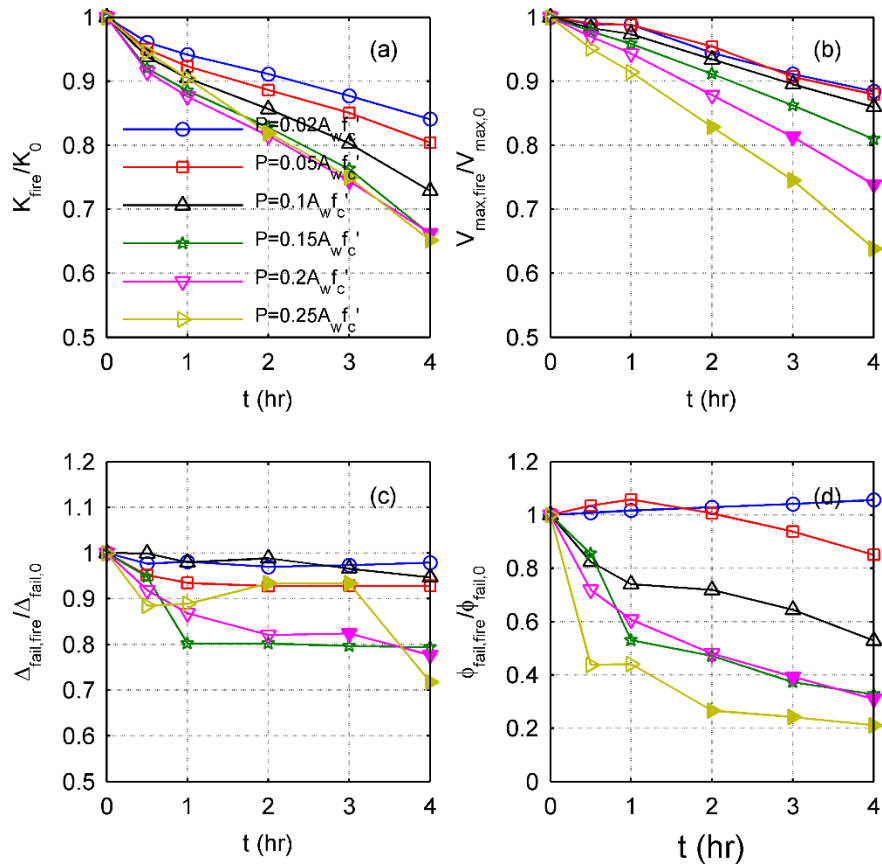 (a)
K_fire/K_0
1
0.9
0.8
0.7
0.6
0.5
P=0.02A_w f_c'
P=0.05A_w f_c'
P=0.1A_w f_c'
P=0.15A_w f_c'
P=0.2A_w f_c'
P=0.25A_w f_c'
0 1 2 3 4
t (hr)
(b)
V_max,fire/V_max,0
1
0.9
0.8
0.7
0.6
0.5
0 1 2 3 4
t (hr)
(c)
Δ_fail,fire/Δ_fail,0
1.2
1.1
1
0.9
0.8
0.7
0.6
0.5
0 1 2 3 4
t (hr)
(d)
ϕ_fail,fire/ϕ_fail,0
1.2
1
0.8
0.6
0.4
0.2
0
0 1 2 3 4
t (hr)